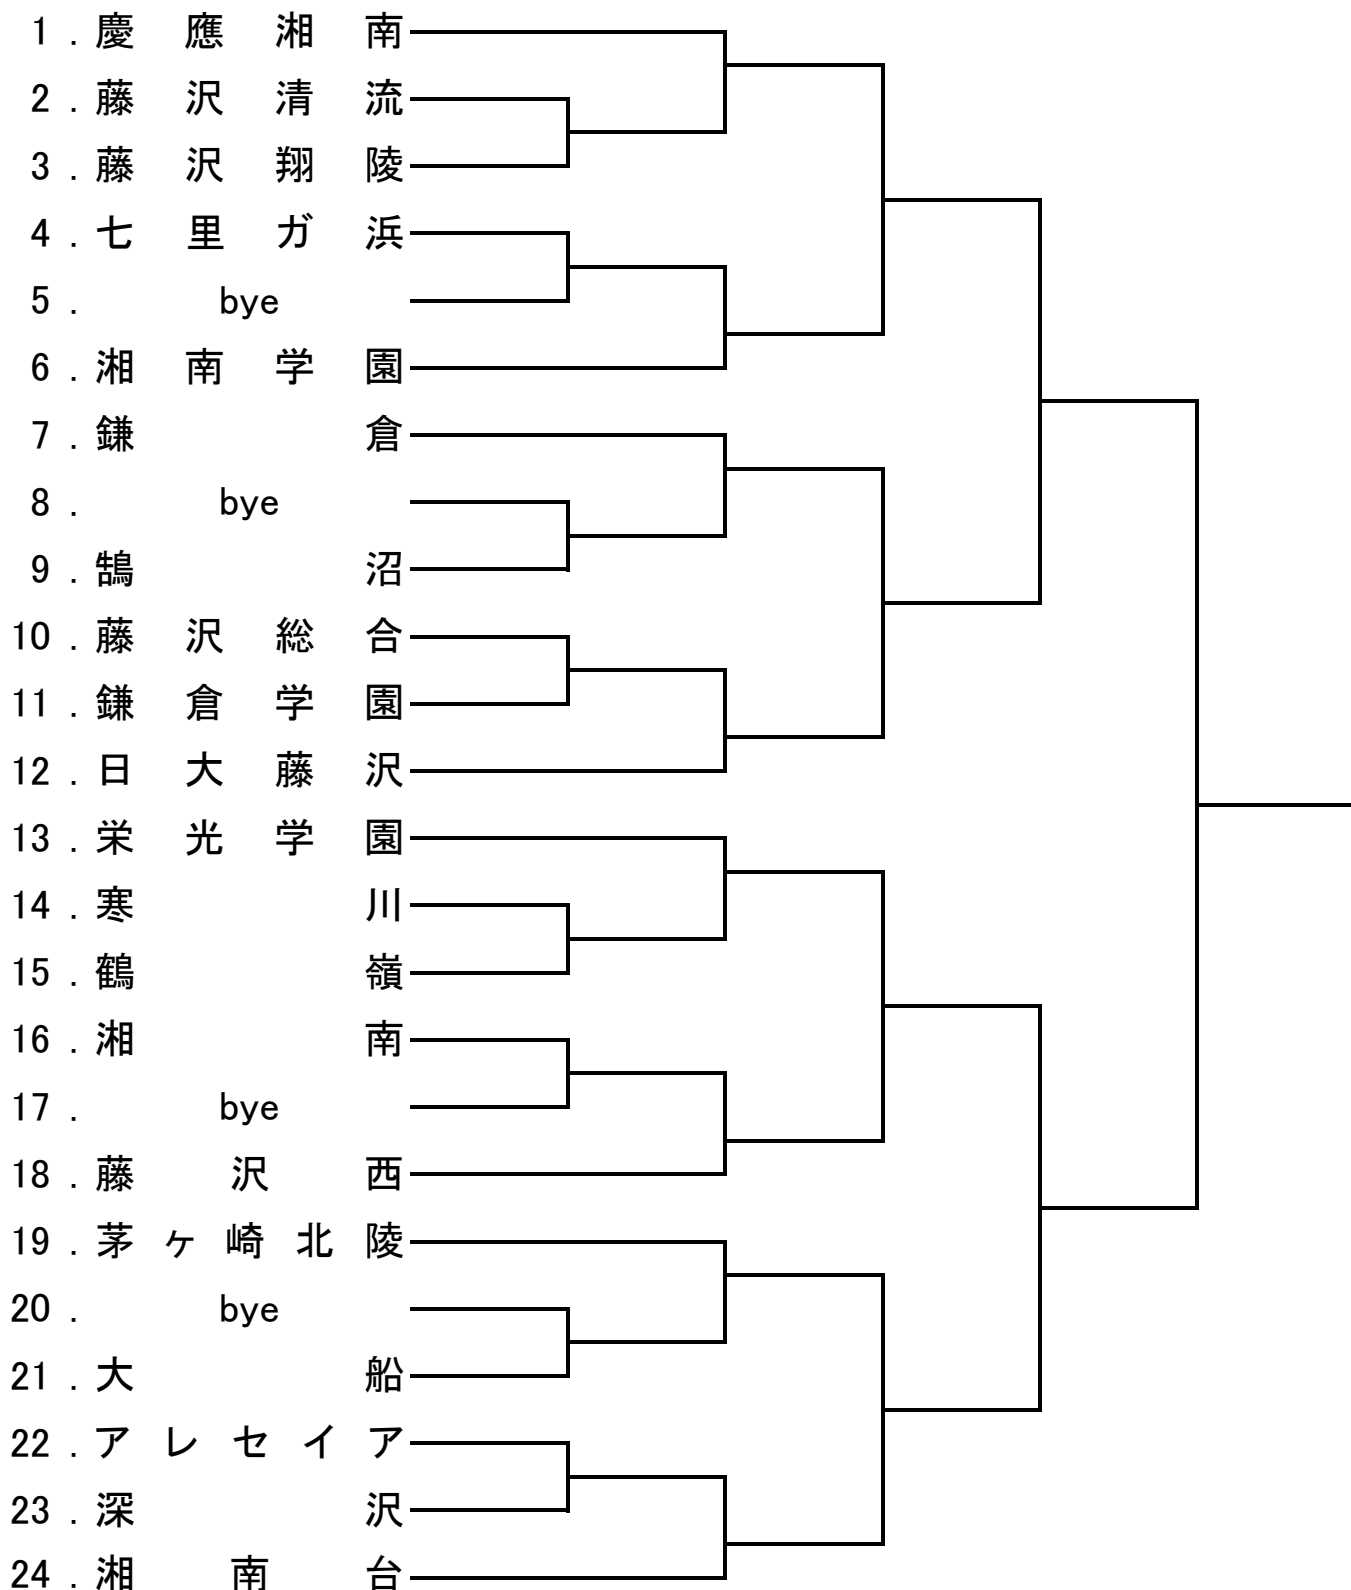 1 . 慶應湘南
2 . 藤沢清流
3 . 藤沢翔陵
4 . 七里ガ浜
5 . bye
6 . 湘南学園
7 . 鎌倉
8 . bye
9 . 鵠沼
10 . 藤沢総合
11 . 鎌倉学園
12 . 日大藤沢
13 . 栄光学園
14 . 寒川
15 . 鶴嶺
16 . 湘南
17 . bye
18 . 藤沢西
19 . 茅ヶ崎北陵
20 . bye
21 . 大船
22 . アレセイア
23 . 深沢
24 . 湘南台